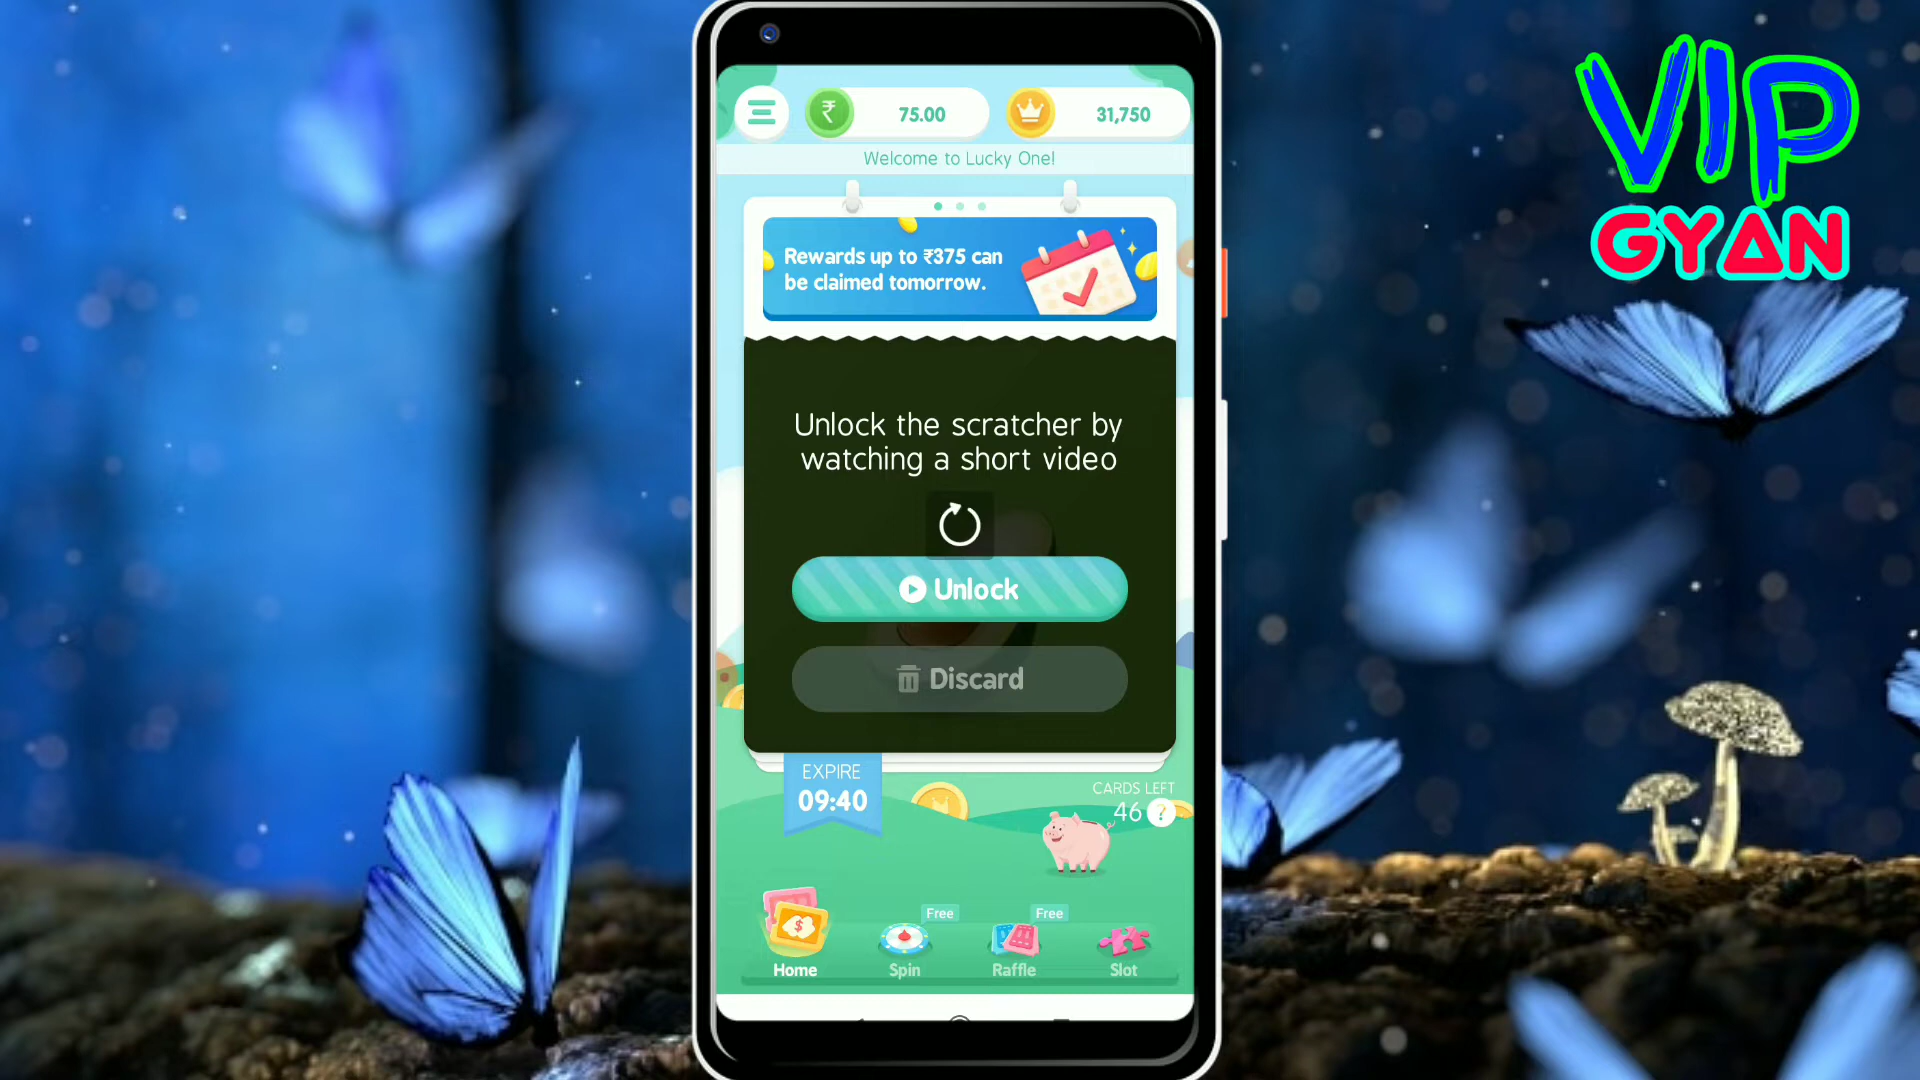 VIP
GYAN
₹ 75.00
31,750
Welcome to Lucky One!
Rewards up to ₹375 can
be claimed tomorrow.
Unlock the scratcher by
watching a short video
Unlock
Discard
EXPIRE
09:40
CARDS LEFT
46 ?
$
Free
Free
Home
Spin
Raffle
Slot